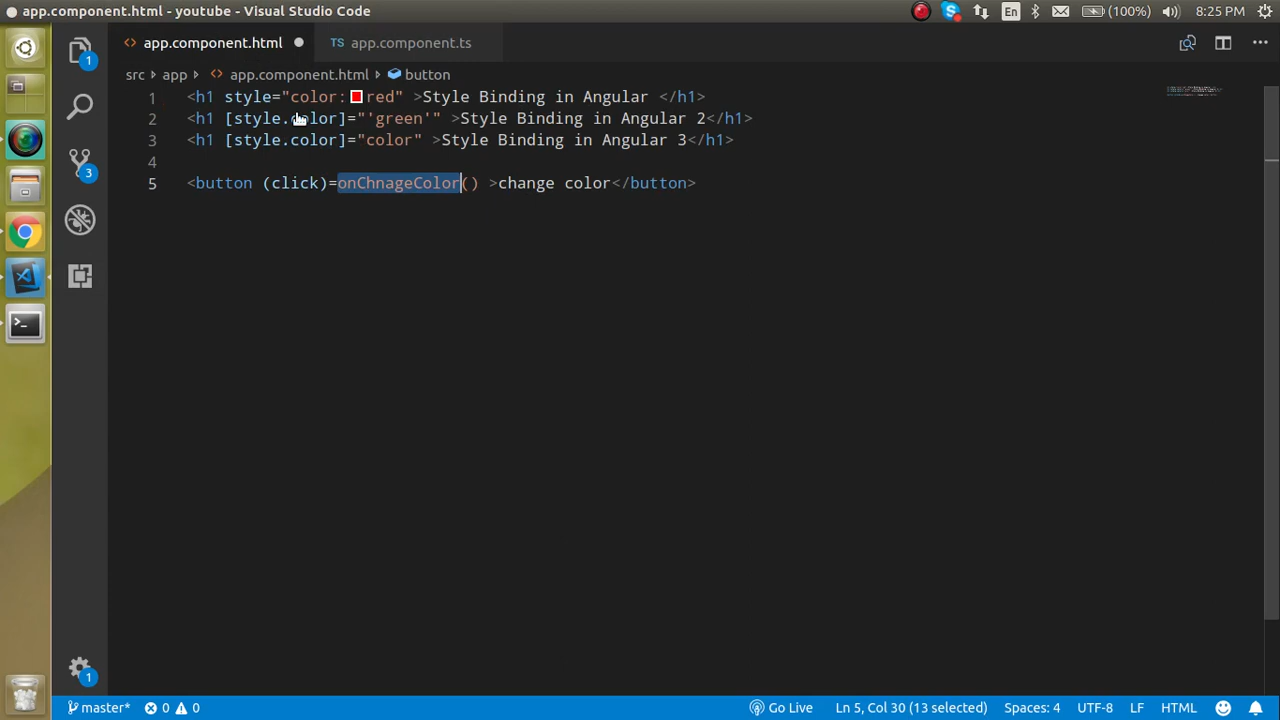 app.component.html - youtube - Visual Studio Code
En
(100%)
8:25 PM
app.component.html
TS app.component.ts
src > app > app.component.html > button
1 <h1 style="color:red" >Style Binding in Angular </h1>
2 <h1 [style.color]="'green'" >Style Binding in Angular 2</h1>
3 <h1 [style.color]="color" >Style Binding in Angular 3</h1>
4
5 <button (click)=onChnageColor() >change color</button>
1
3
1
master*
0
0
Go Live
Ln 5, Col 30 (13 selected)
Spaces: 4
UTF-8
LF
HTML